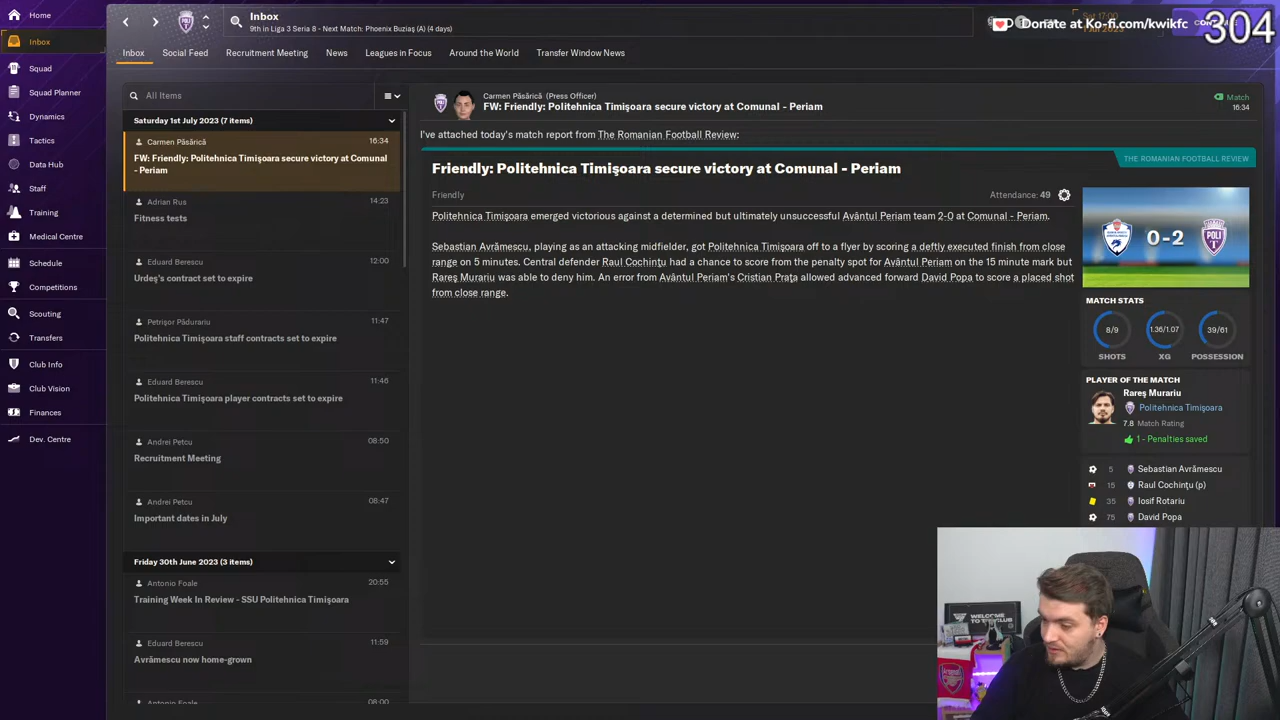 Home
Inbox
Squad
Squad Planner
Dynamics
Tactics
Data Hub
Staff
Training
Medical Centre
Schedule
Competitions
Scouting
Transfers
Club Info
Club Vision
Finances
Dev. Centre
POLI
Inbox
9th in Liga 3 Seria 8 - Next Match: Phoenix Buziaş (A) (4 days)
Donate at Ko-fi.com/kwikfc
304
Inbox
Social Feed
Recruitment Meeting
News
Leagues in Focus
Around the World
Transfer Window News
All Items
Saturday 1st July 2023 (7 items)
Carmen Păsărică
16:34
FW: Friendly: Politehnica Timişoara secure victory at Comunal
- Periam
Adrian Rus
14:23
Fitness tests
Eduard Berescu
12:00
Urdeş's contract set to expire
Petrişor Pădurariu
11:47
Politehnica Timişoara staff contracts set to expire
Eduard Berescu
11:46
Politehnica Timişoara player contracts set to expire
Andrei Petcu
08:50
Recruitment Meeting
Andrei Petcu
08:47
Important dates in July
Friday 30th June 2023 (3 items)
Antonio Foale
20:55
Training Week In Review - SSU Politehnica Timişoara
Eduard Berescu
11:59
Avrămescu now home-grown
Antonio Foale
08:00
Carmen Păsărică (Press Officer)
FW: Friendly: Politehnica Timişoara secure victory at Comunal - Periam
Match
16:34
I've attached today's match report from The Romanian Football Review:
THE ROMANIAN FOOTBALL REVIEW
Friendly: Politehnica Timişoara secure victory at Comunal - Periam
Friendly
Attendance: 49
Politehnica Timişoara emerged victorious against a determined but ultimately unsuccessful Avântul Periam team 2-0 at Comunal - Periam.
Sebastian Avrămescu, playing as an attacking midfielder, got Politehnica Timişoara off to a flyer by scoring a deftly executed finish from close
range on 5 minutes. Central defender Raul Cochinţu had a chance to score from the penalty spot for Avântul Periam on the 15 minute mark but
Rareş Murariu was able to deny him. An error from Avântul Periam's Cristian Praţa allowed advanced forward David Popa to score a placed shot
from close range.
0-2
MATCH STATS
8/9
1.36/1.07
39/61
SHOTS
XG
POSSESSION
PLAYER OF THE MATCH
Rareş Murariu
Politehnica Timişoara
7.8 Match Rating
1 - Penalties saved
5 Sebastian Avrămescu
15 Raul Cochinţu (p)
35 Iosif Rotariu
75 David Popa
WELCOME
Arsenal